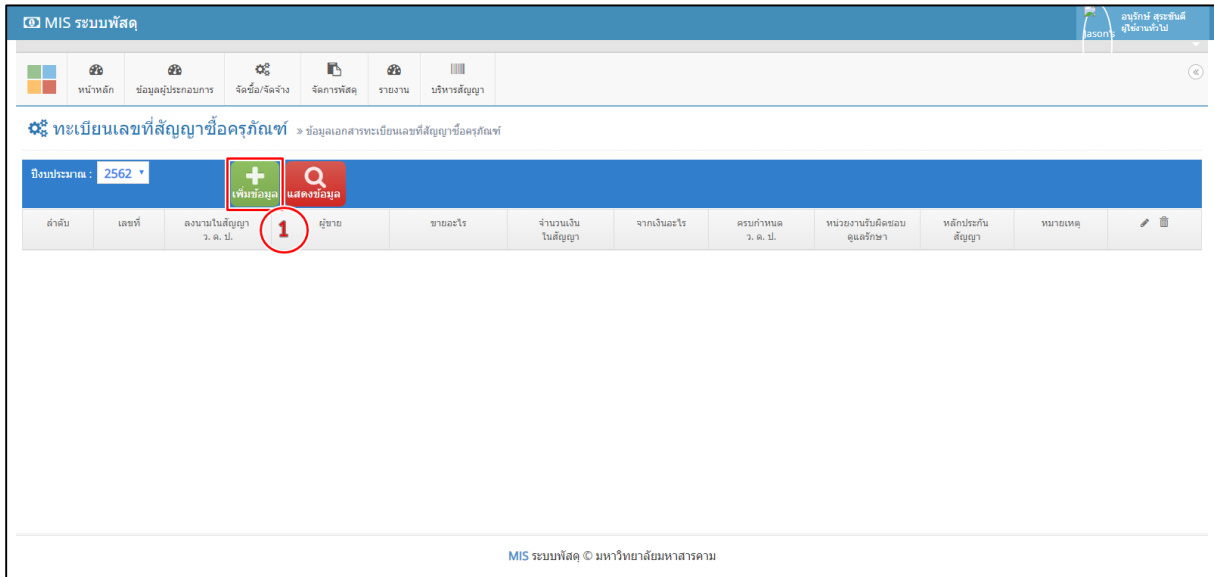 MIS ระบบพัสดุ
Jason's
อนุรักษ์ สุระขันตี
ผู้ใช้งานทั่วไป
หน้าหลัก ข้อมูลผู้ประกอบการ จัดซื้อ/จัดจ้าง จัดการพัสดุ รายงาน บริหารสัญญา
ทะเบียนเลขที่สัญญาซื้อครุภัณฑ์ » ข้อมูลเอกสารทะเบียนเลขที่สัญญาซื้อครุภัณฑ์
ปีงบประมาณ : 2562 เพิ่มข้อมูล แสดงข้อมูล
ลำดับ เลขที่ ลงนามในสัญญา ผู้ขาย ขายอะไร จำนวนเงิน จากเงินอะไร ครบกำหนด หน่วยงานรับผิดชอบ หลักประกัน หมายเหตุ
ว. ด. ป. 1 ในสัญญา ว. ด. ป. ดูแลรักษา สัญญา
MIS ระบบพัสดุ © มหาวิทยาลัยมหาสารคาม